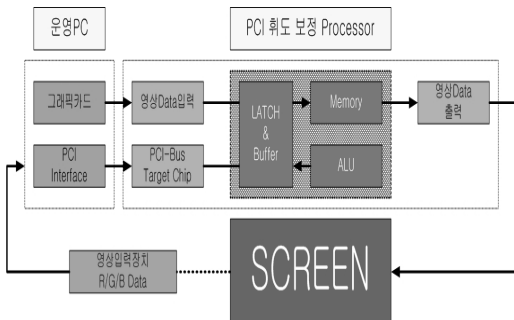 운영PC
PCI 휘도 보정 Processor
그래픽카드
영상Data입력
LATCH
&
Buffer
Memory
영상Data
출력
PCI
Interface
PCI-Bus
Target Chip
ALU
영상입력장치
R/G/B Data
SCREEN